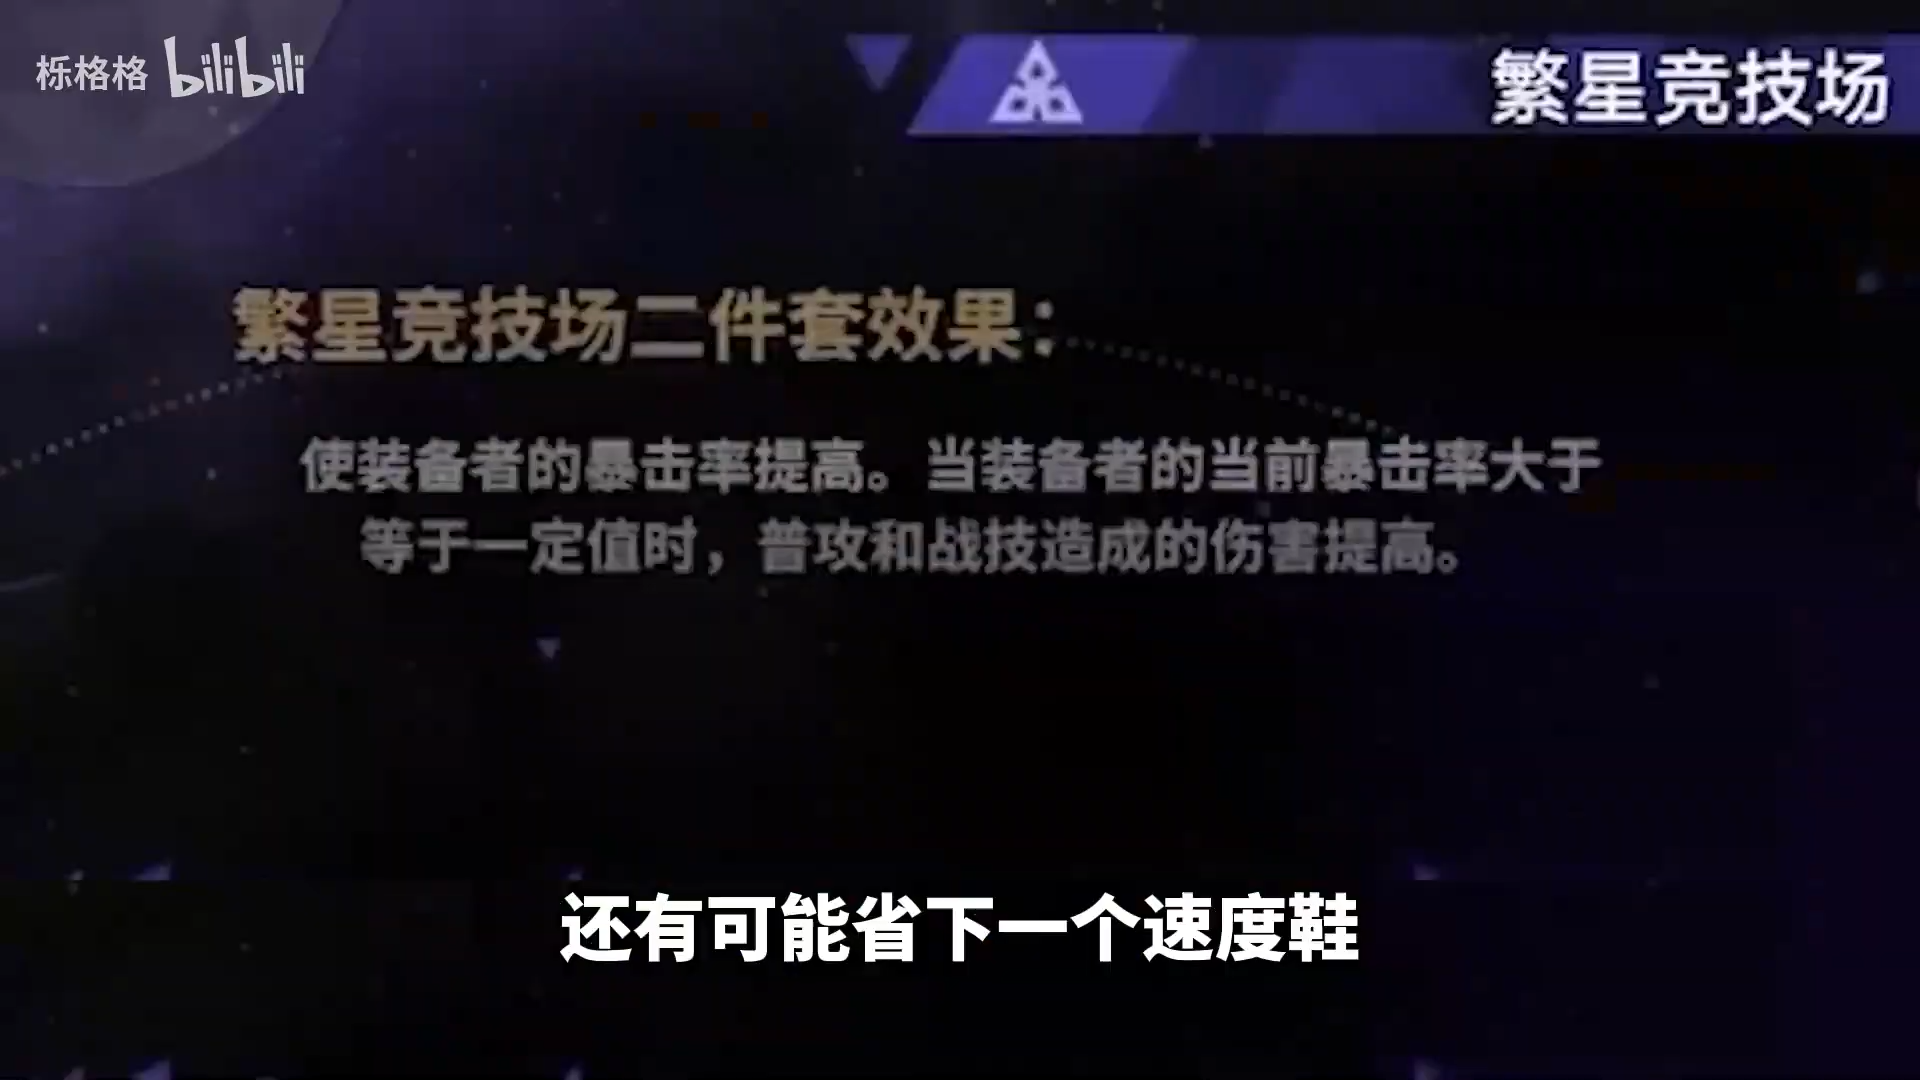 栎格格 bilibili
繁星竞技场
繁星竞技场二件套效果：
使装备者的暴击率提高。当装备者的当前暴击率大于
等于一定值时，普攻和战技造成的伤害提高。
还有可能省下一个速度鞋